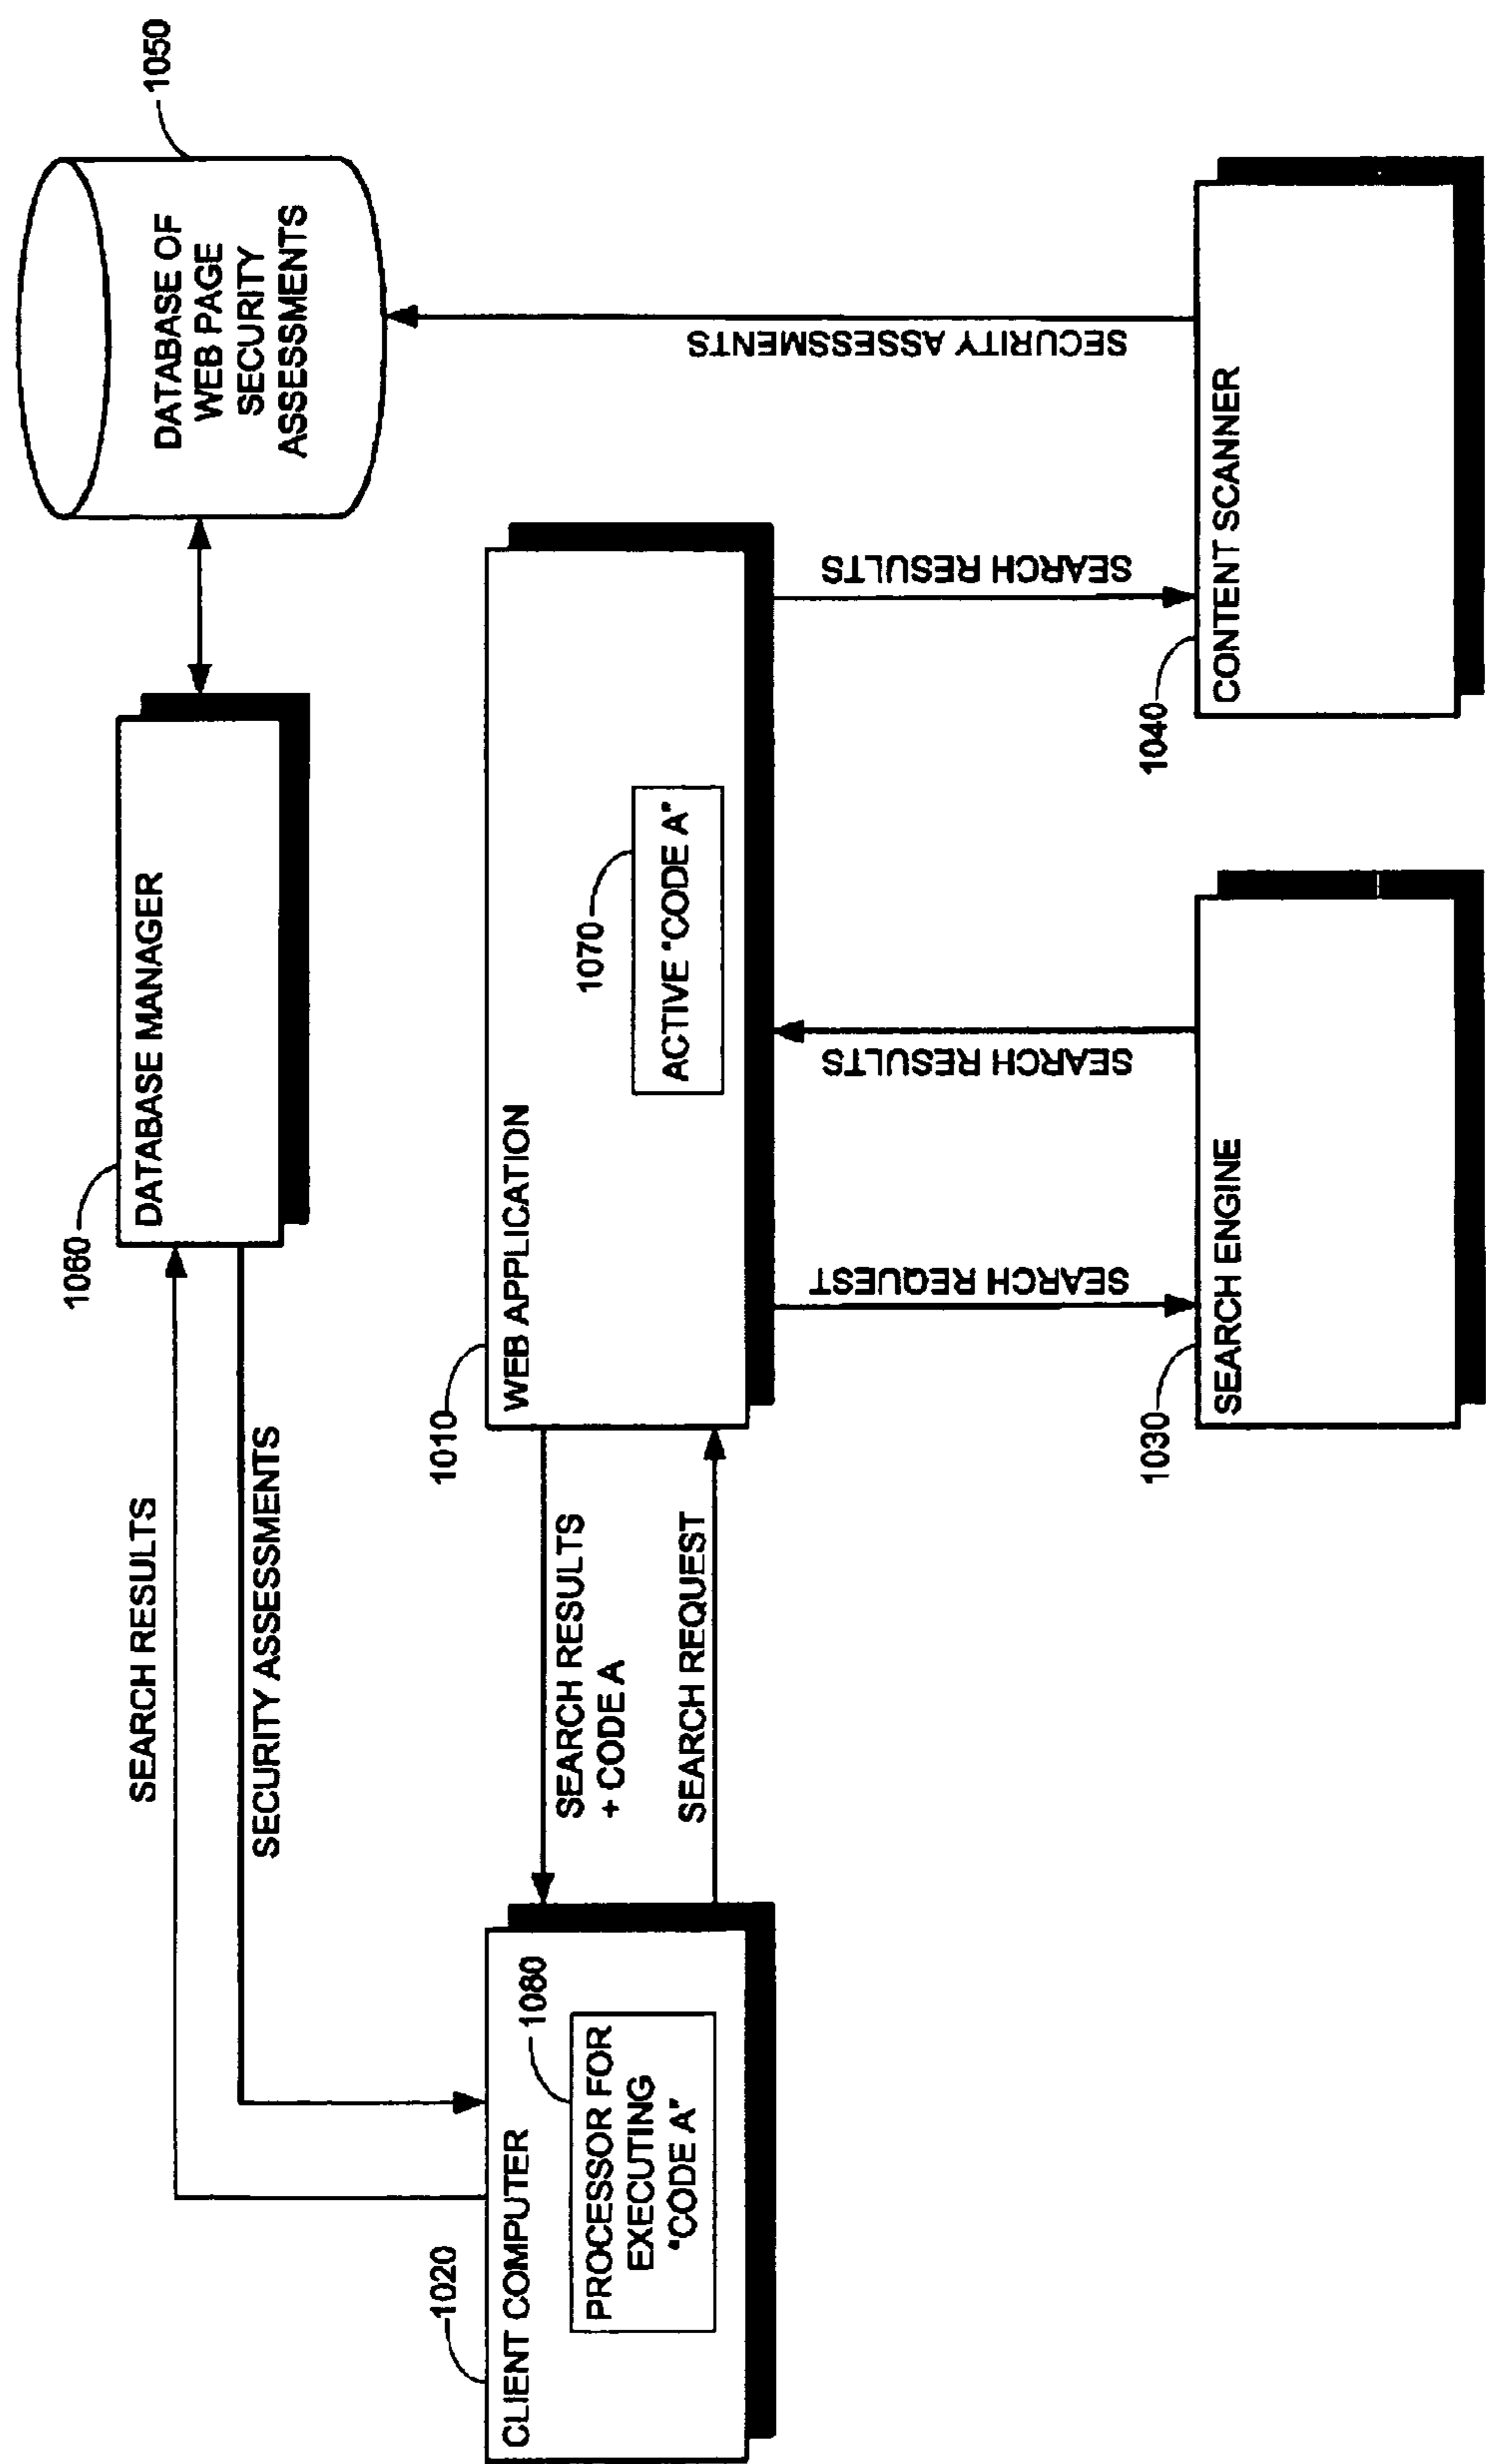 DATABASE OF
WEB PAGE
SECURITY
ASSESSMENTS
1050
1060
DATABASE MANAGER
SEARCH RESULTS
SECURITY ASSESSMENTS
SECURITY ASSESSMENTS
1020
CLIENT COMPUTER
1080
PROCESSOR FOR
EXECUTING
"CODE A"
SEARCH RESULTS
+ CODE A
SEARCH REQUEST
1010
WEB APPLICATION
1070
ACTIVE "CODE A"
SEARCH REQUEST
SEARCH RESULTS
SEARCH RESULTS
1030
SEARCH ENGINE
1040
CONTENT SCANNER